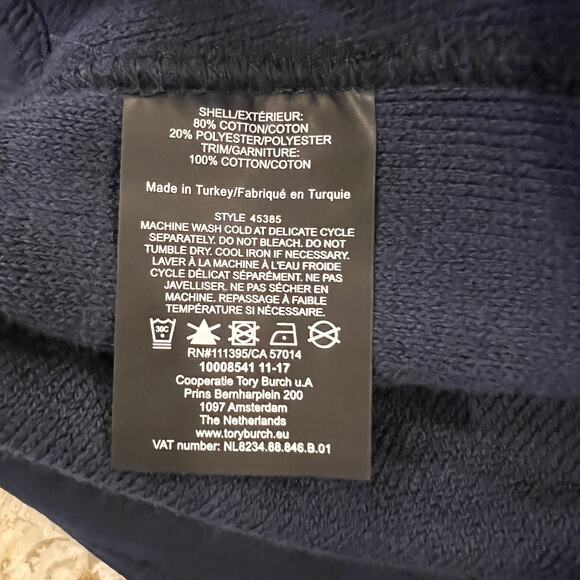 SHELL/EXTÉRIEUR:
80% COTTON/COTON
20% POLYESTER/POLYESTER
TRIM/GARNITURE:
100% COTTON/COTON
Made in Turkey/Fabriqué en Turquie
STYLE 45385
MACHINE WASH COLD AT DELICATE CYCLE
SEPARATELY. DO NOT BLEACH. DO NOT
TUMBLE DRY. COOL IRON IF NECESSARY.
LAVER À LA MACHINE À L'EAU FROIDE
CYCLE DÉLICAT SÉPARÉMENT. NE PAS
JAVELLISER. NE PAS SÉCHER EN
MACHINE. REPASSAGE À FAIBLE
TEMPÉRATURE SI NÉCESSAIRE.
30C
RN#111395/CA 57014
10008541 11-17
Cooperatie Tory Burch u.A
Prins Bernharplein 200
1097 Amsterdam
The Netherlands
www.toryburch.eu
VAT number: NL8234.88.846.B.01